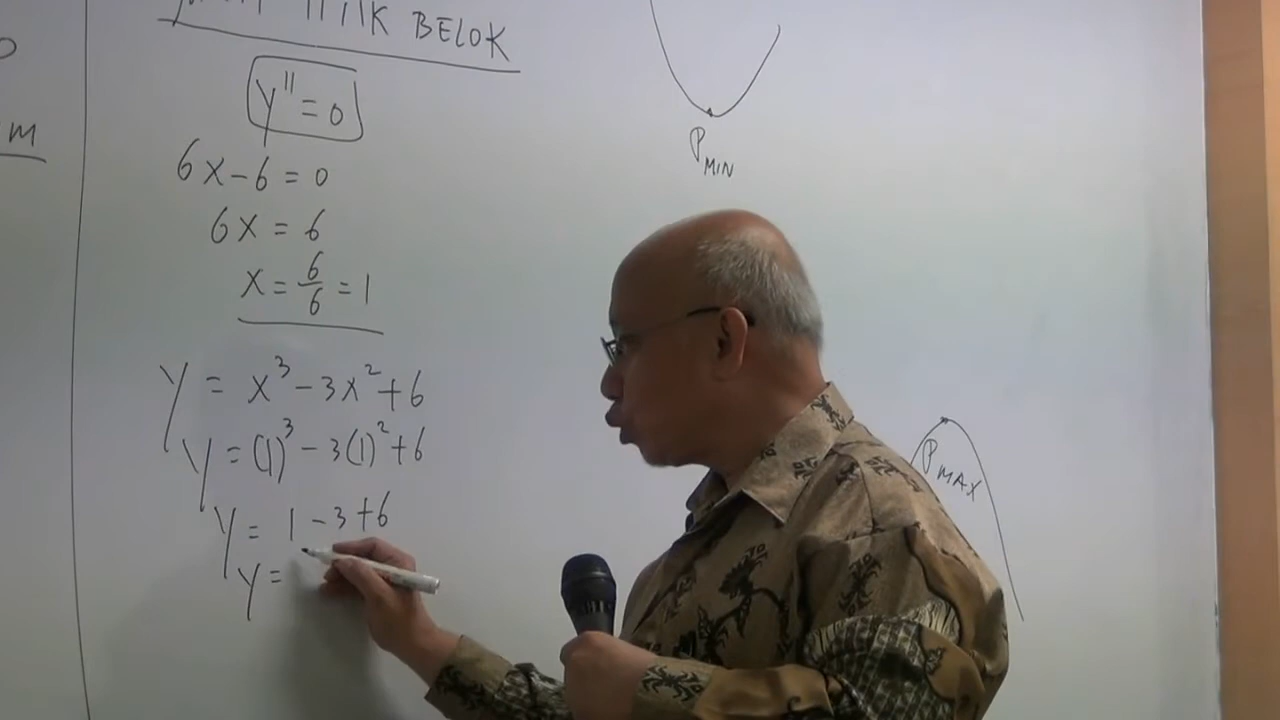 TITIK BELOK
y'' = 0
6x - 6 = 0
6x = 6
x = 6/6 = 1
y = x³ - 3x² + 6
y = (1)³ - 3(1)² + 6
y = 1 - 3 + 6
y =
m
P MIN
P MAX